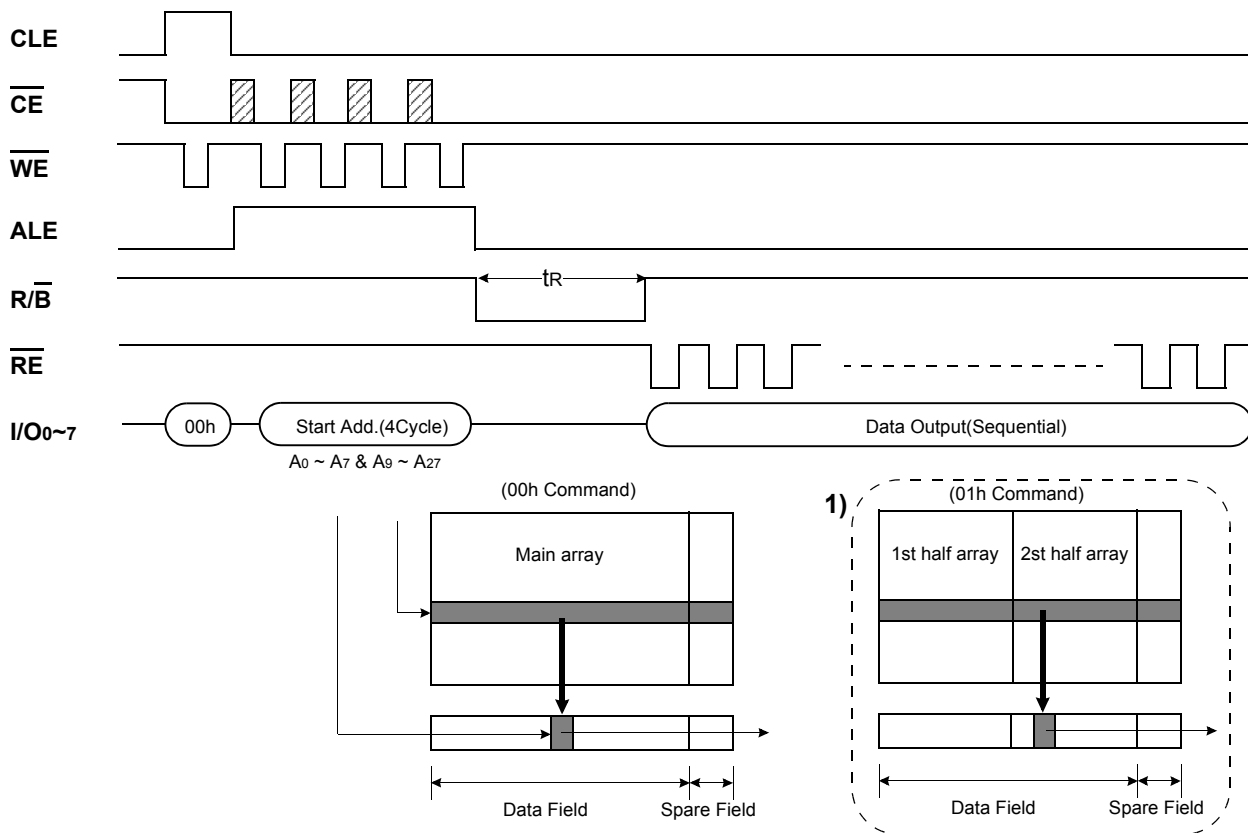 CLE
CE
WE
ALE
R/B
tR
RE
I/O0~7
00h
Start Add.(4Cycle)
Data Output(Sequential)
A0 ~ A7 & A9 ~ A27
(00h Command)
1)
(01h Command)
Main array
1st half array
2st half array
Data Field
Spare Field
Data Field
Spare Field